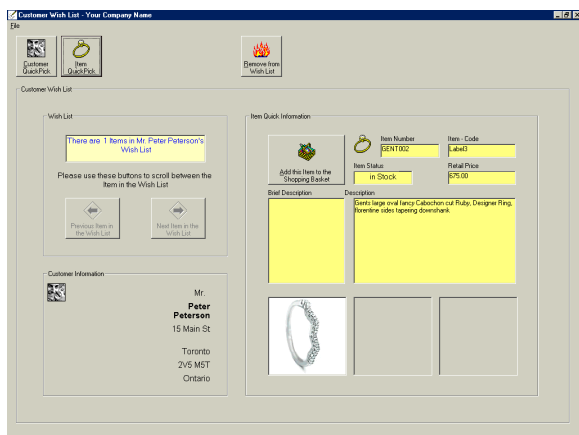 Customer Wish List - Your Company Name
File
Customer
QuickPick
Item
QuickPick
Remove from
Wish List
Customer Wish List
Wish List
There are 1 Items in Mr. Peter Peterson's
Wish List
Please use these buttons to scroll between the
Item in the Wish List
Previous Item in
the Wish List
Next Item in the
Wish List
Customer Information
Mr.
Peter
Peterson
15 Main St
Toronto
2V5 M5T
Ontario
Item Quick Information
Add this Item to the
Shopping Basket
Item Number
GENT002
Item - Code
Label3
Item Status
in Stock
Retail Price
675.00
Brief Description
Description
Gents large oval fancy Cabochon cut Ruby, Designer Ring,
florentine sides tapering downshank.